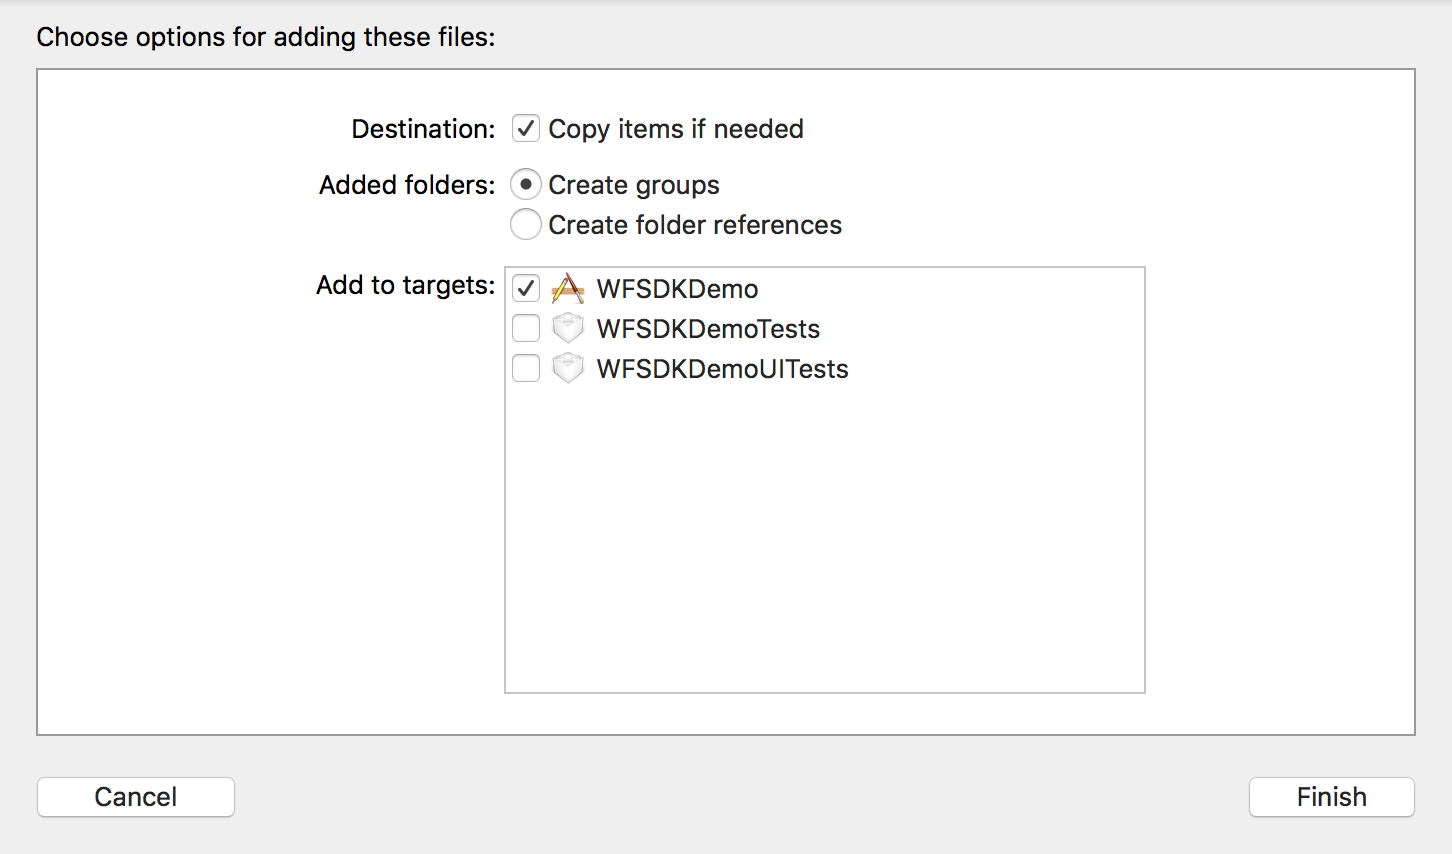 Choose options for adding these files:
Destination: Copy items if needed
Added folders: Create groups
Create folder references
Add to targets: WFSDKDemo
WFSDKDemoTests
WFSDKDemoUITests
Cancel Finish